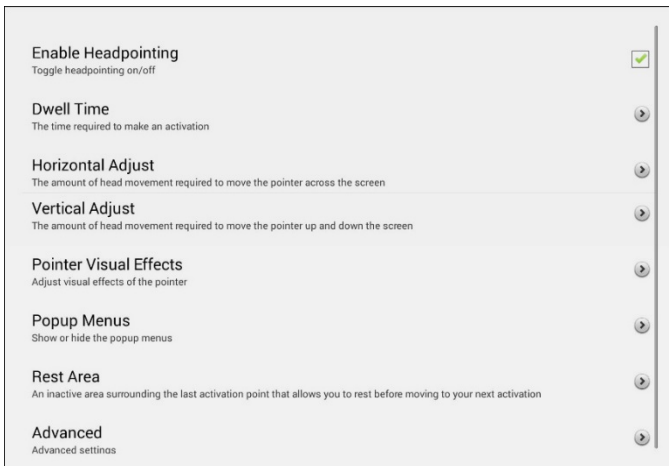 Enable Headpointing
Toggle headpointing on/off
Dwell Time
The time required to make an activation
Horizontal Adjust
The amount of head movement required to move the pointer across the screen
Vertical Adjust
The amount of head movement required to move the pointer up and down the screen
Pointer Visual Effects
Adjust visual effects of the pointer
Popup Menus
Show or hide the popup menus
Rest Area
An inactive area surrounding the last activation point that allows you to rest before moving to your next activation
Advanced
Advanced settings